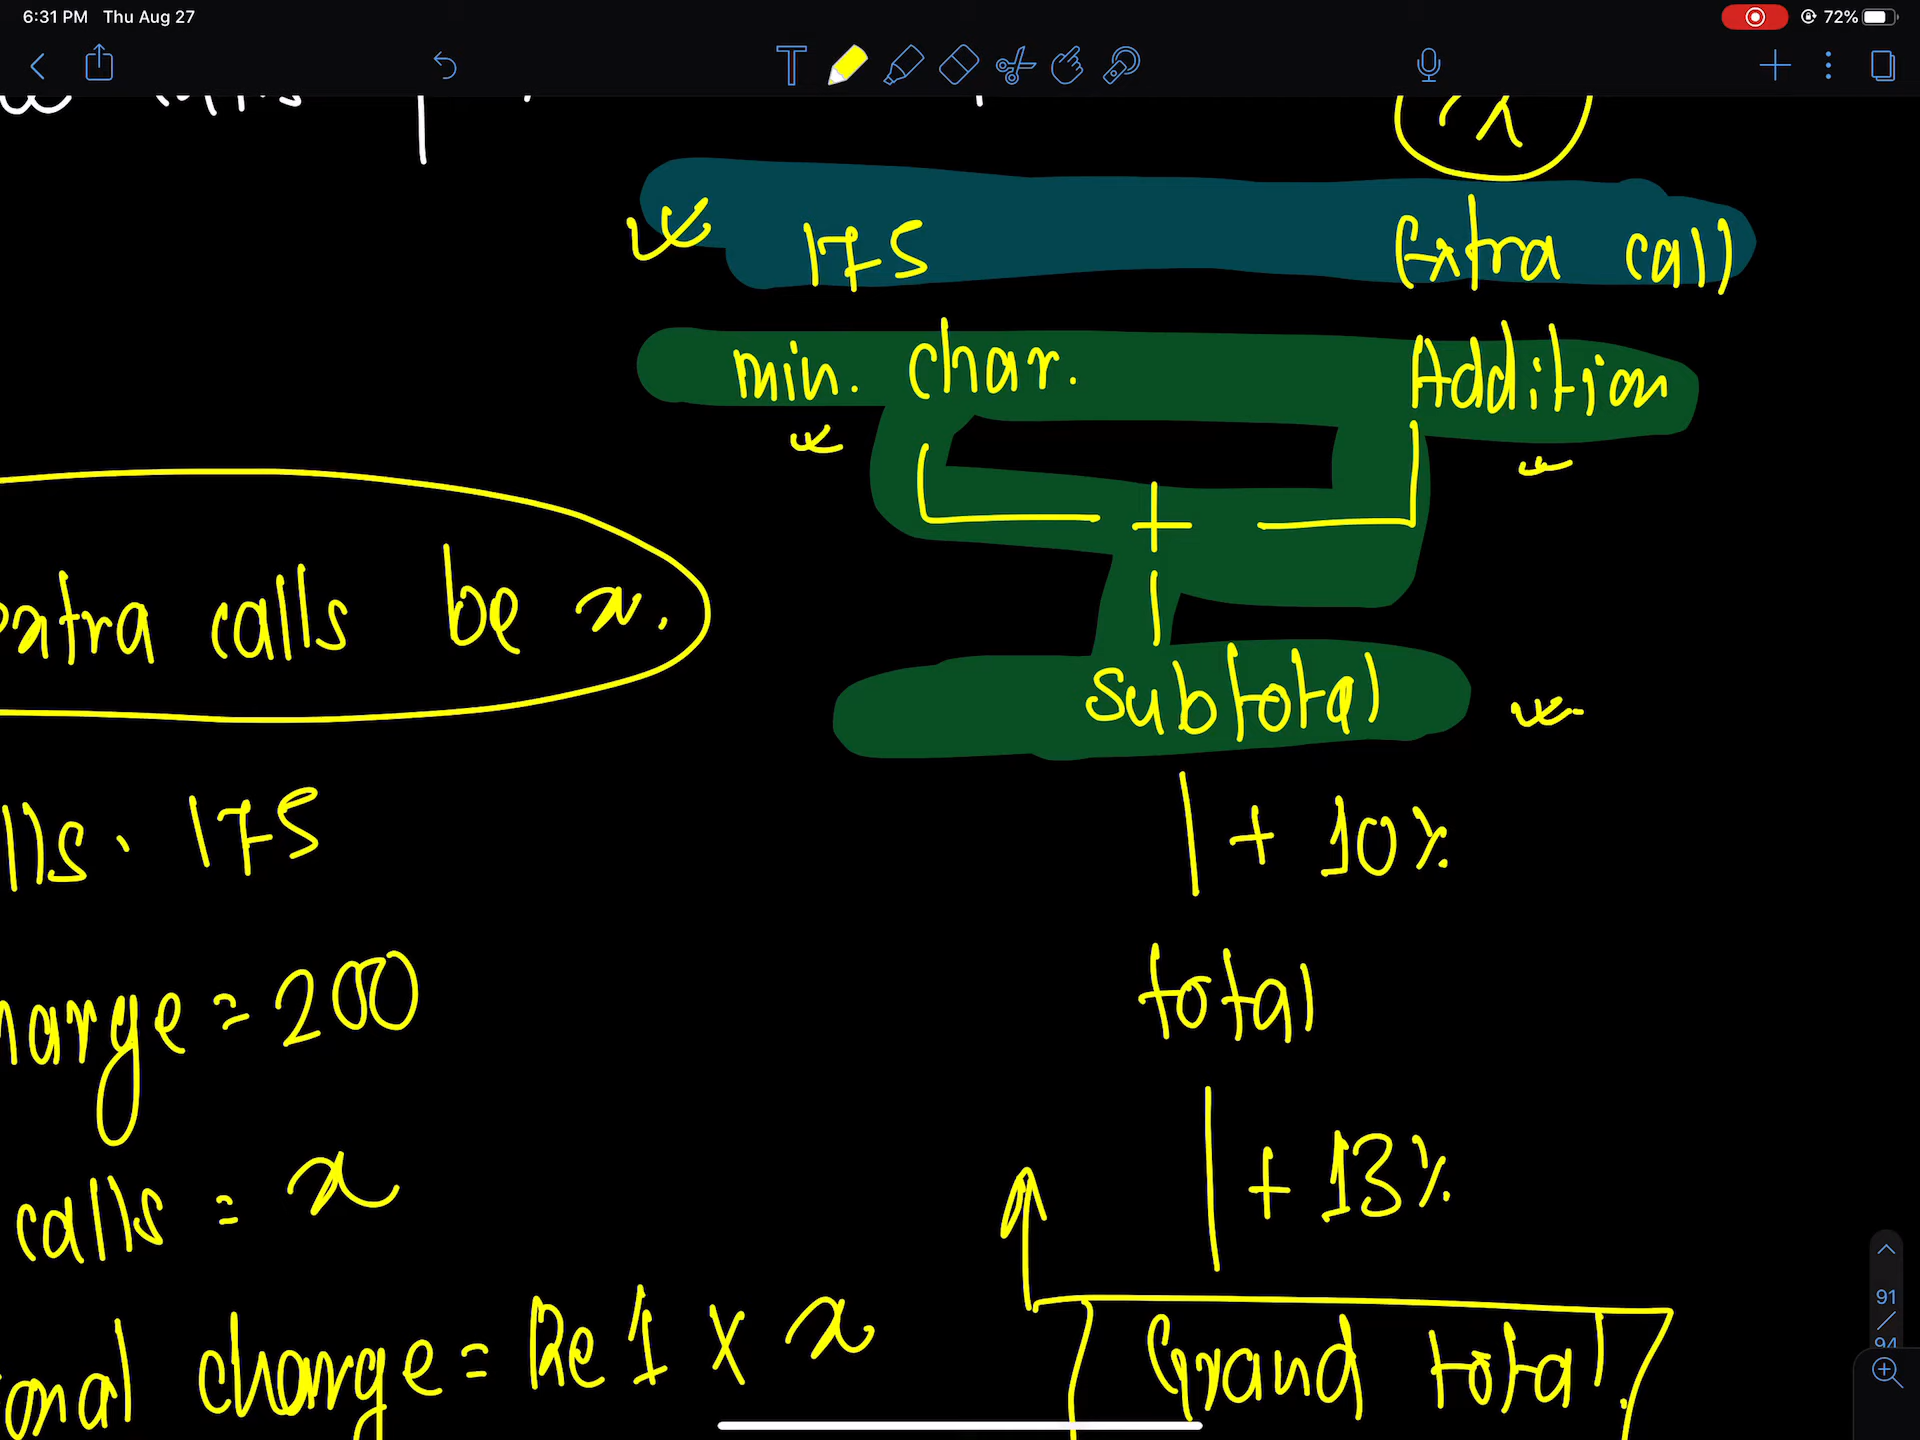 6:31 PM Thu Aug 27
72%
T
x
175 Extra call
min. char. Addition
+
extra calls be x.
Subtotal
lls. 175
+ 10%
harge = 200
total
calls = x
+ 13%
onal charge = Re 1 × x
Grand total
91
94